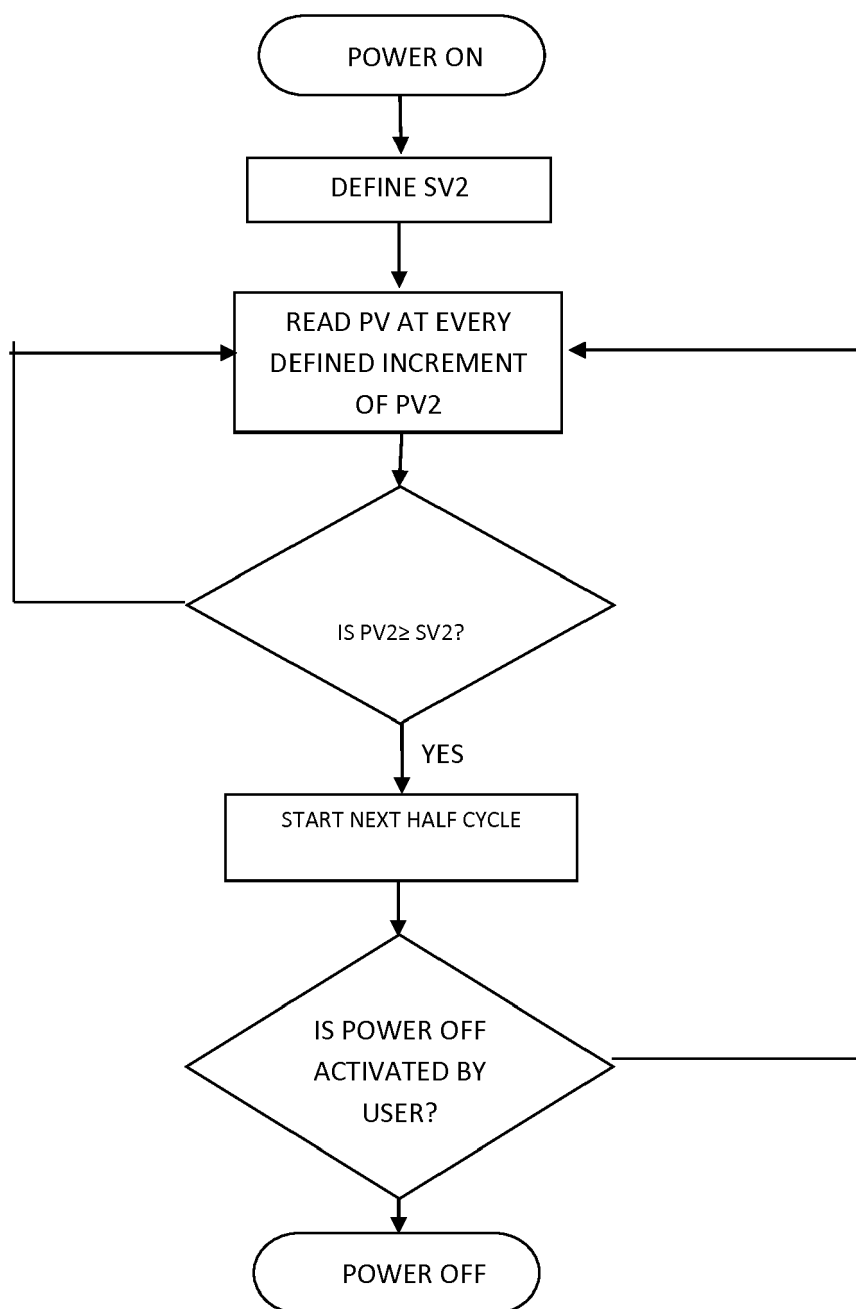 POWER ON
DEFINE SV2
READ PV AT EVERY
DEFINED INCREMENT
OF PV2
IS PV2≥ SV2?
YES
START NEXT HALF CYCLE
IS POWER OFF
ACTIVATED BY
USER?
POWER OFF